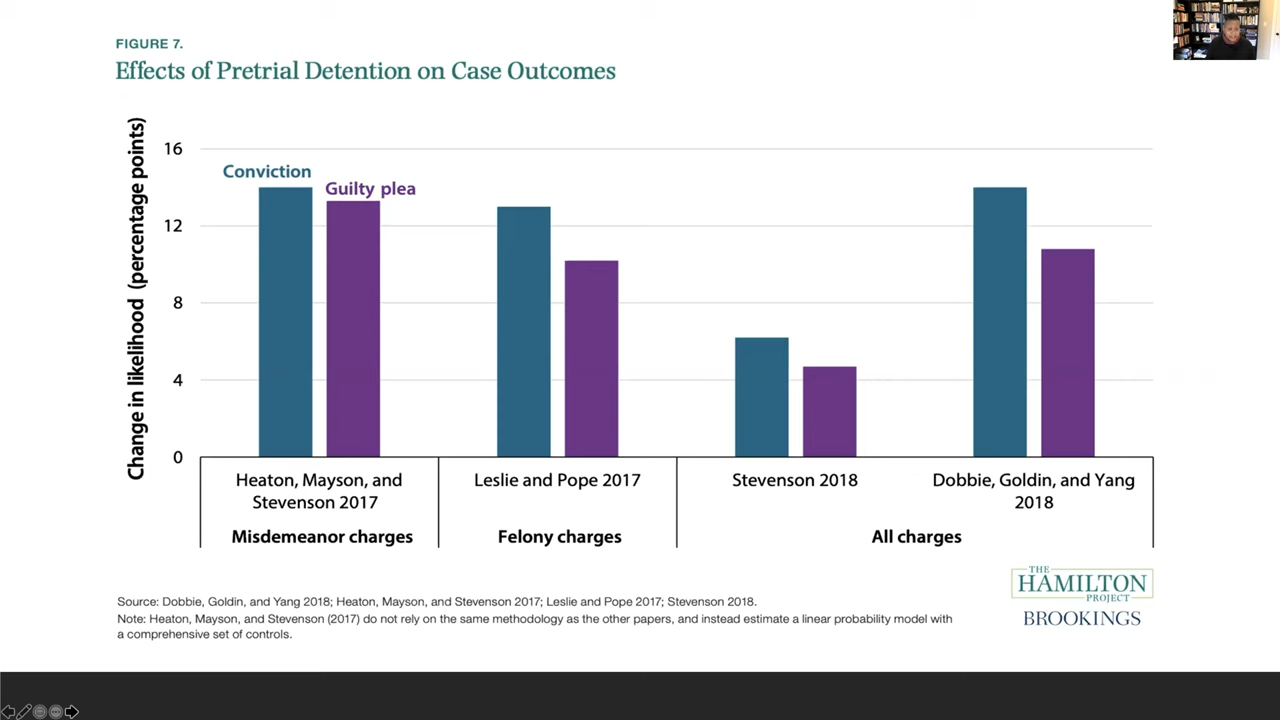 FIGURE 7.
Effects of Pretrial Detention on Case Outcomes
Change in likelihood (percentage points)
16
12
8
4
0
Conviction
Guilty plea
Heaton, Mayson, and
Stevenson 2017
Leslie and Pope 2017
Stevenson 2018
Dobbie, Goldin, and Yang
2018
Misdemeanor charges
Felony charges
All charges
THE
HAMILTON
PROJECT
BROOKINGS
Source: Dobbie, Goldin, and Yang 2018; Heaton, Mayson, and Stevenson 2017; Leslie and Pope 2017; Stevenson 2018.
Note: Heaton, Mayson, and Stevenson (2017) do not rely on the same methodology as the other papers, and instead estimate a linear probability model with
a comprehensive set of controls.